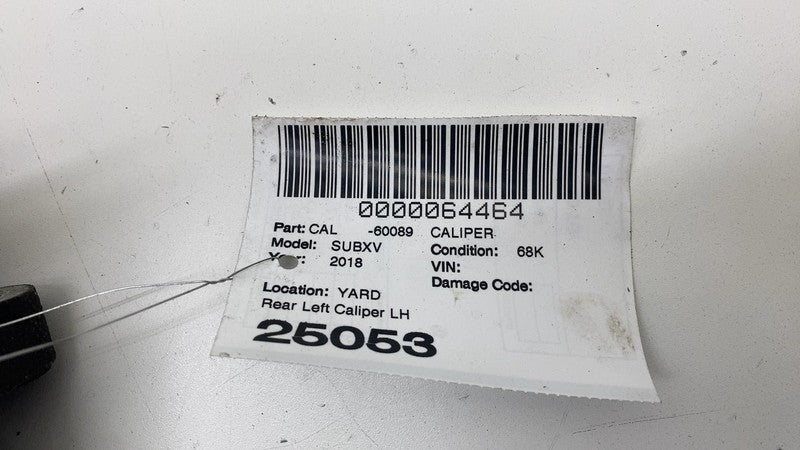 0000064464
Part: CAL -60089 CALIPER
Model: SUBXV Condition: 68K
Year: 2018 VIN:
Damage Code:
Location: YARD
Rear Left Caliper LH
25053